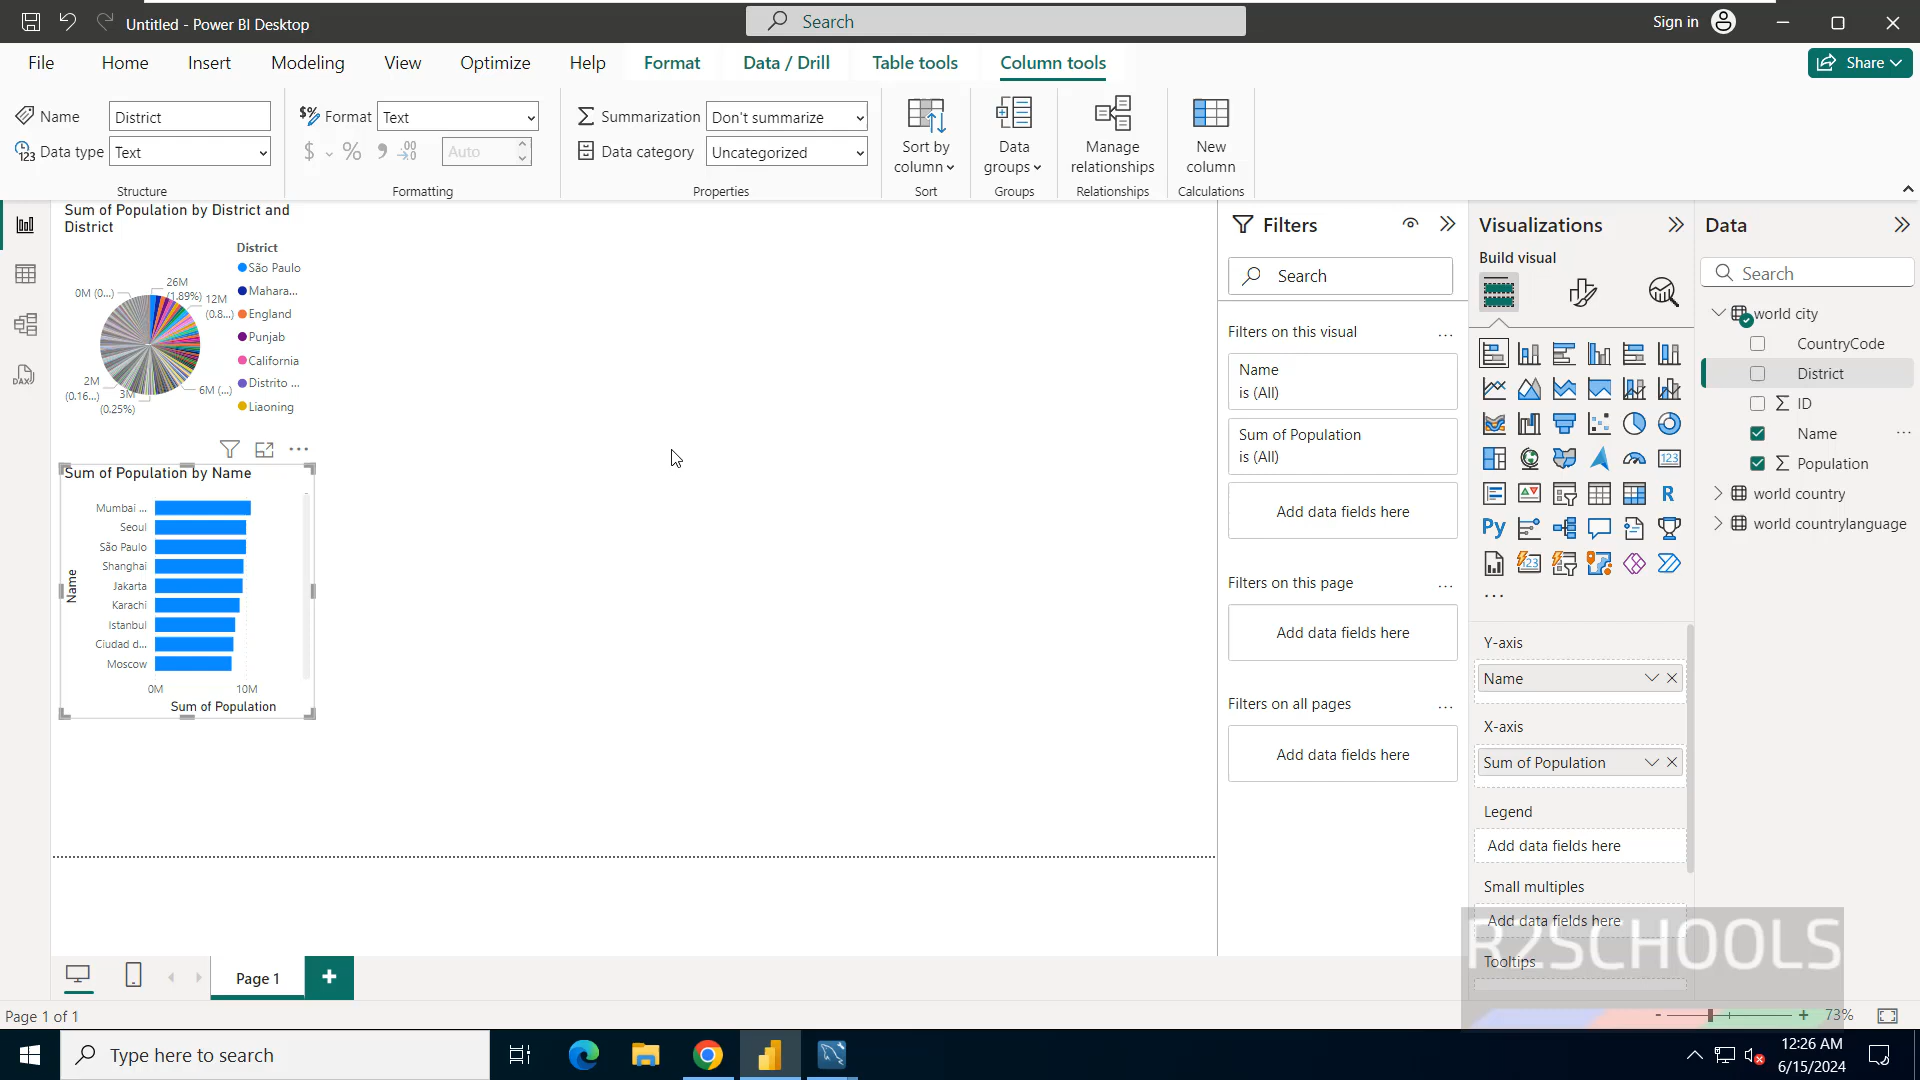 Untitled - Power BI Desktop
Search
Sign in
File
Home
Insert
Modeling
View
Optimize
Help
Format
Data / Drill
Table tools
Column tools
Share
Name
District
Format
Text
Summarization
Don't summarize
Data type
Text
$ % 9 .00
Auto
Data category
Uncategorized
Sort by
column
Data
groups
Manage
relationships
New
column
Structure
Formatting
Properties
Sort
Groups
Relationships
Calculations
Sum of Population by District and
District
District
São Paulo
Mahara...
England
Punjab
California
Distrito ...
Liaoning
0M (0...)
26M
(1.89%)
12M
(0.8...)
6M (...)
3M
(0.25%)
2M
(0.16...)
Sum of Population by Name
Name
Mumbai ...
Seoul
São Paulo
Shanghai
Jakarta
Karachi
Istanbul
Ciudad d...
Moscow
0M
10M
Sum of Population
Filters
Search
Filters on this visual
...
Name
is (All)
Sum of Population
is (All)
Add data fields here
Filters on this page
...
Add data fields here
Filters on all pages
...
Add data fields here
Visualizations
Build visual
123
R
Py
123
...
Y-axis
Name
X-axis
Sum of Population
Legend
Add data fields here
Small multiples
Add data fields here
Tooltips
Data
Search
world city
CountryCode
District
ID
Name
...
Population
world country
world countrylanguage
R2SCHOOLS
Page 1
+
Page 1 of 1
- + 73%
Type here to search
12:26 AM
6/15/2024